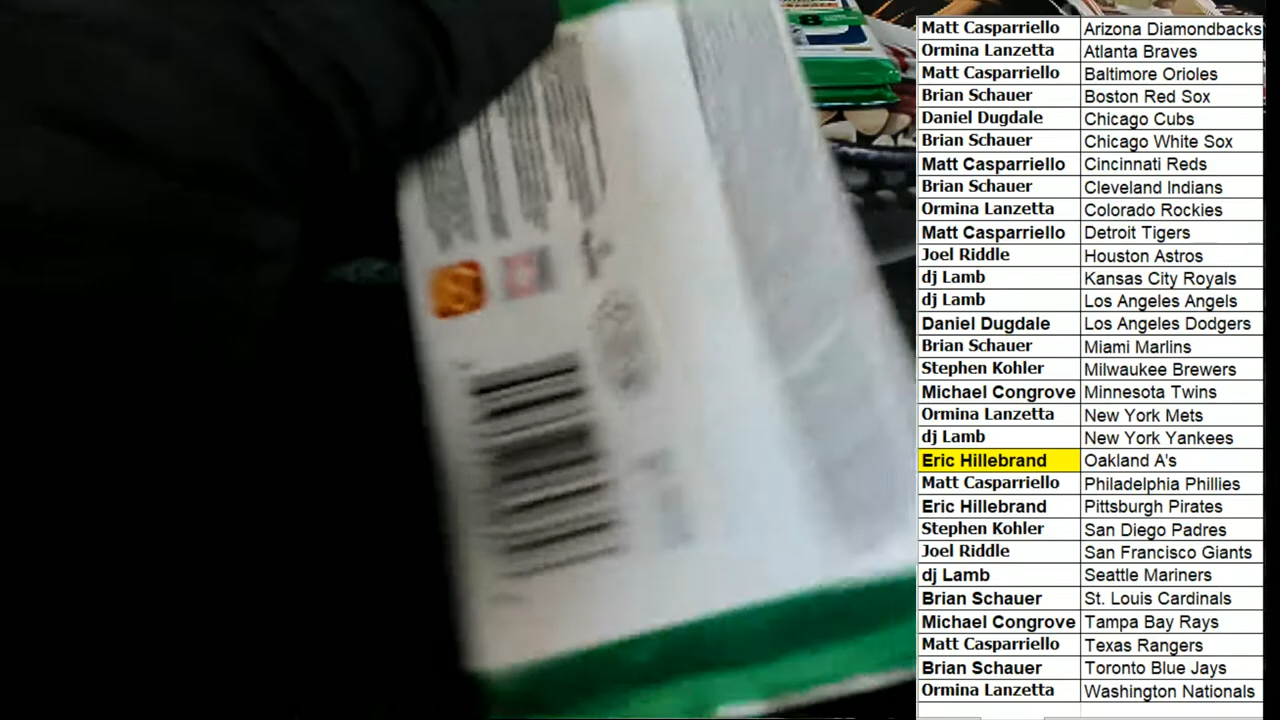 Matt Casparriello Arizona Diamondbacks
Ormina Lanzetta Atlanta Braves
Matt Casparriello Baltimore Orioles
Brian Schauer Boston Red Sox
Daniel Dugdale Chicago Cubs
Brian Schauer Chicago White Sox
Matt Casparriello Cincinnati Reds
Brian Schauer Cleveland Indians
Ormina Lanzetta Colorado Rockies
Matt Casparriello Detroit Tigers
Joel Riddle Houston Astros
dj Lamb Kansas City Royals
dj Lamb Los Angeles Angels
Daniel Dugdale Los Angeles Dodgers
Brian Schauer Miami Marlins
Stephen Kohler Milwaukee Brewers
Michael Congrove Minnesota Twins
Ormina Lanzetta New York Mets
dj Lamb New York Yankees
Eric Hillebrand Oakland A's
Matt Casparriello Philadelphia Phillies
Eric Hillebrand Pittsburgh Pirates
Stephen Kohler San Diego Padres
Joel Riddle San Francisco Giants
dj Lamb Seattle Mariners
Brian Schauer St. Louis Cardinals
Michael Congrove Tampa Bay Rays
Matt Casparriello Texas Rangers
Brian Schauer Toronto Blue Jays
Ormina Lanzetta Washington Nationals